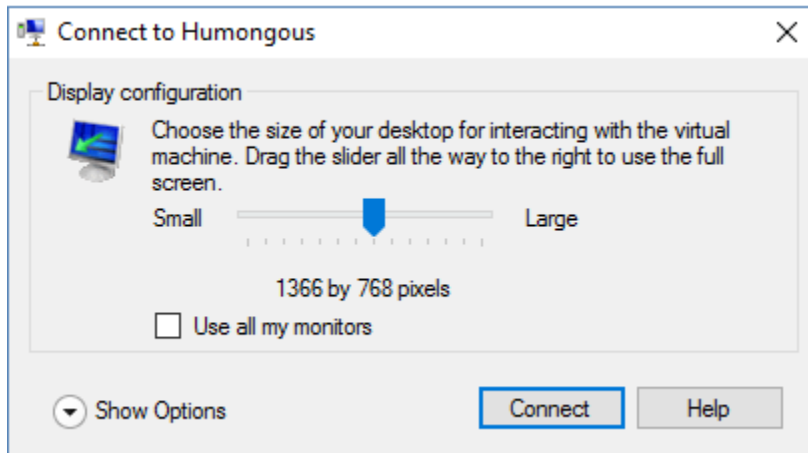 Connect to Humongous
Display configuration
Choose the size of your desktop for interacting with the virtual
machine. Drag the slider all the way to the right to use the full
screen.
Small Large
1366 by 768 pixels
Use all my monitors
Show Options Connect Help